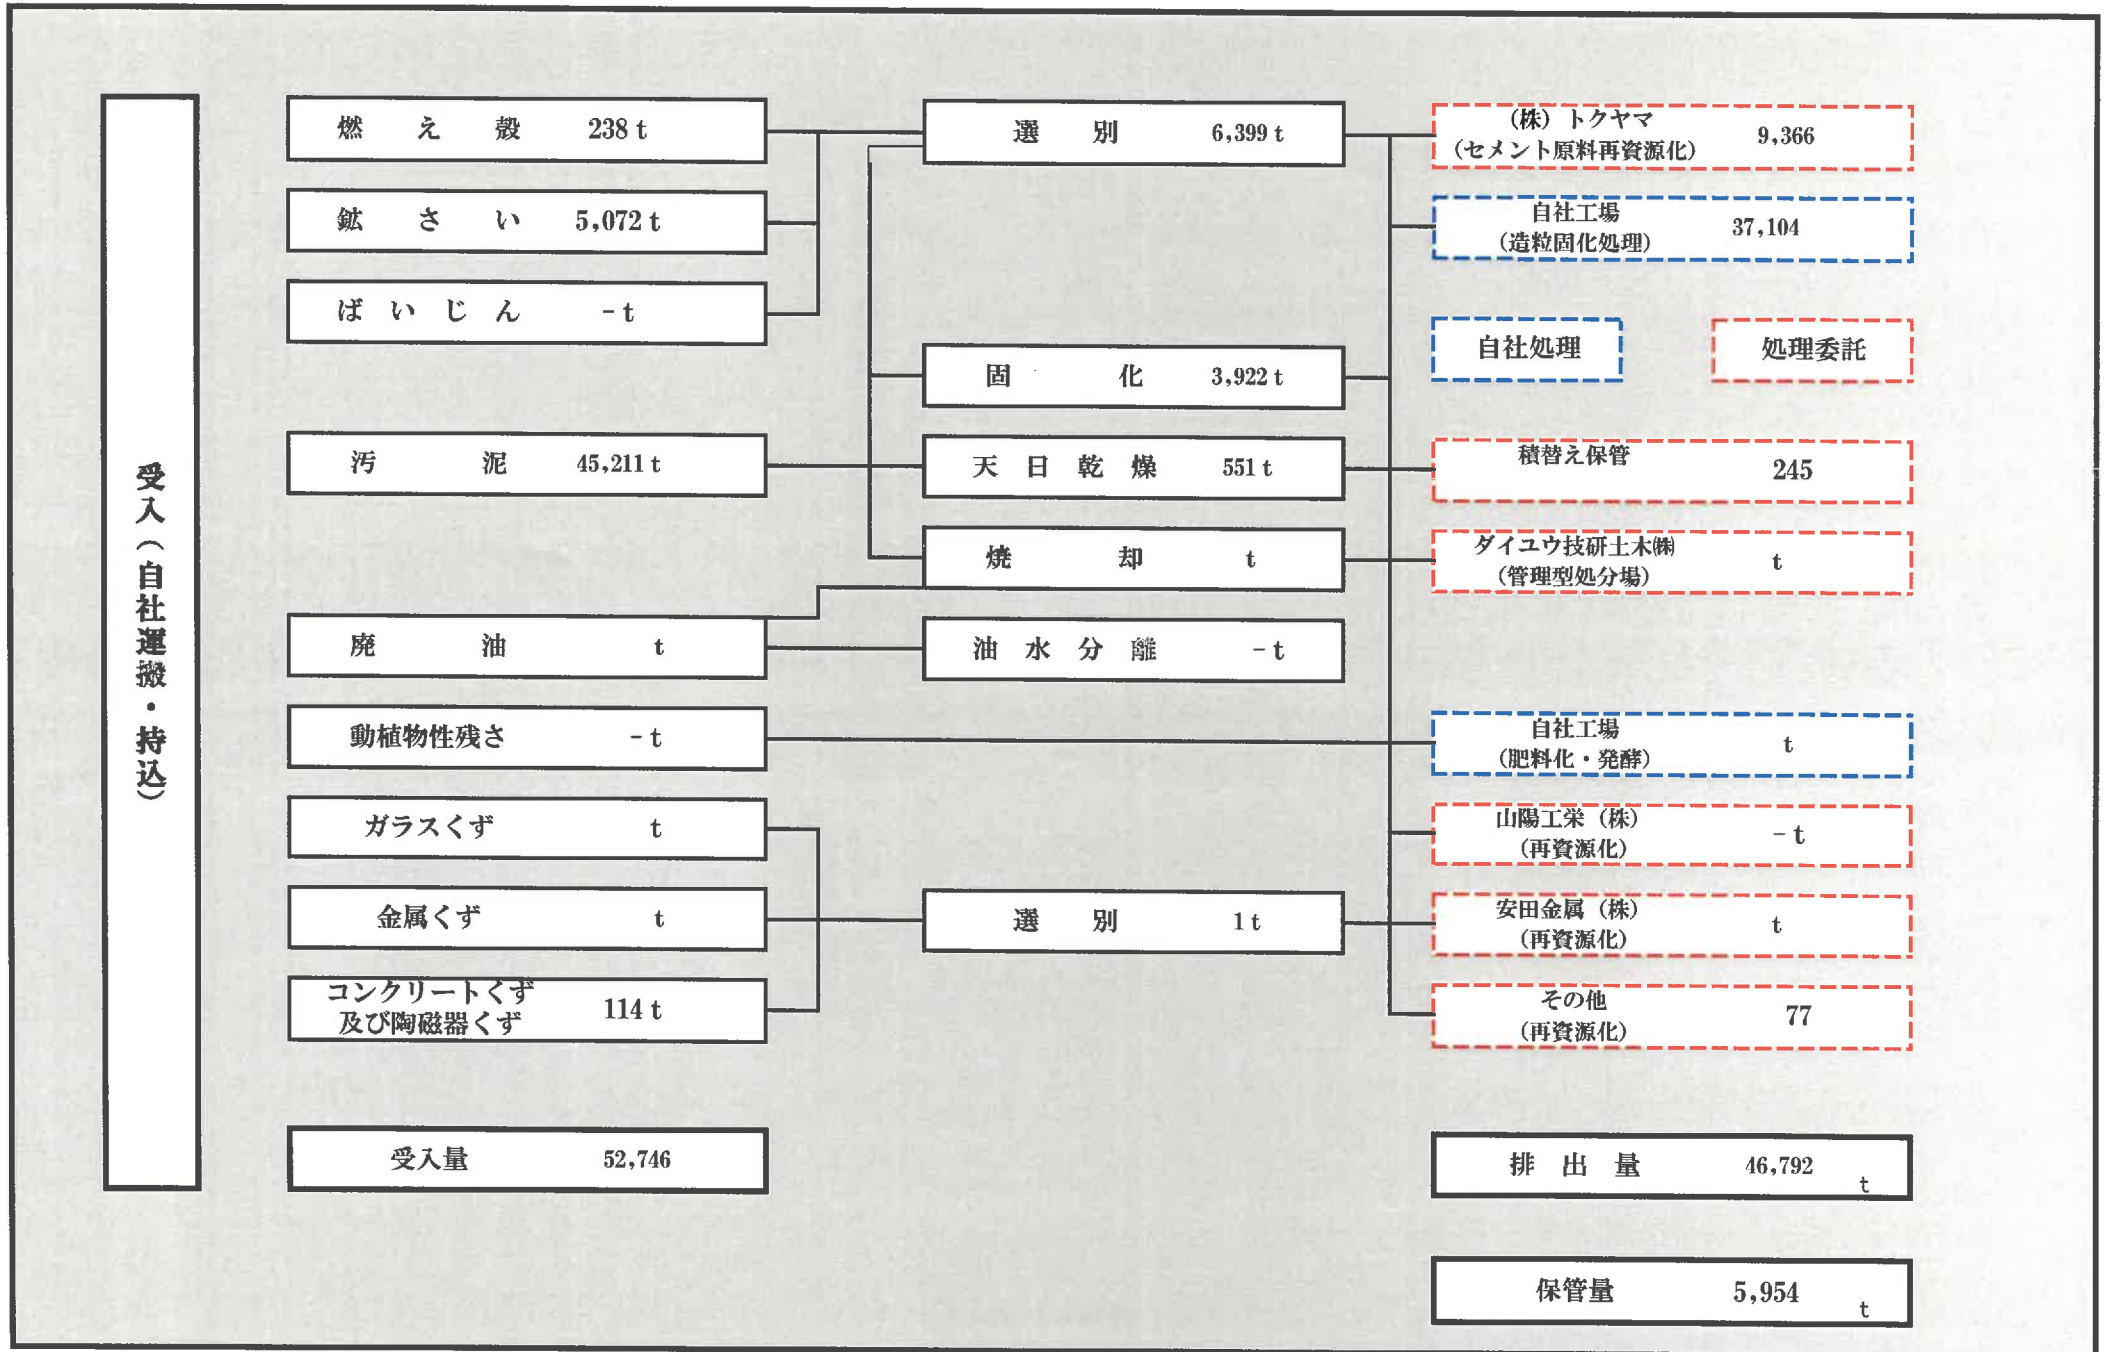 受入（自社運搬・持込）
燃え殻 238 t
鉱さい 5,072 t
ばいじん - t
汚泥 45,211 t
廃油 t
動植物性残さ - t
ガラスくず t
金属くず t
コンクリートくず
及び陶磁器くず 114 t
受入量 52,746
選別 6,399 t
固化 3,922 t
天日乾燥 551 t
焼却 t
油水分離 - t
選別 1 t
（株）トクヤマ
（セメント原料再資源化） 9,366
自社工場
（造粒固化処理） 37,104
自社処理 処理委託
積替え保管 245
ダイユウ技研土木㈱
（管理型処分場） t
自社工場
（肥料化・発酵） t
山陽工栄（株）
（再資源化） - t
安田金属（株）
（再資源化） t
その他
（再資源化） 77
排出量 46,792 t
保管量 5,954 t